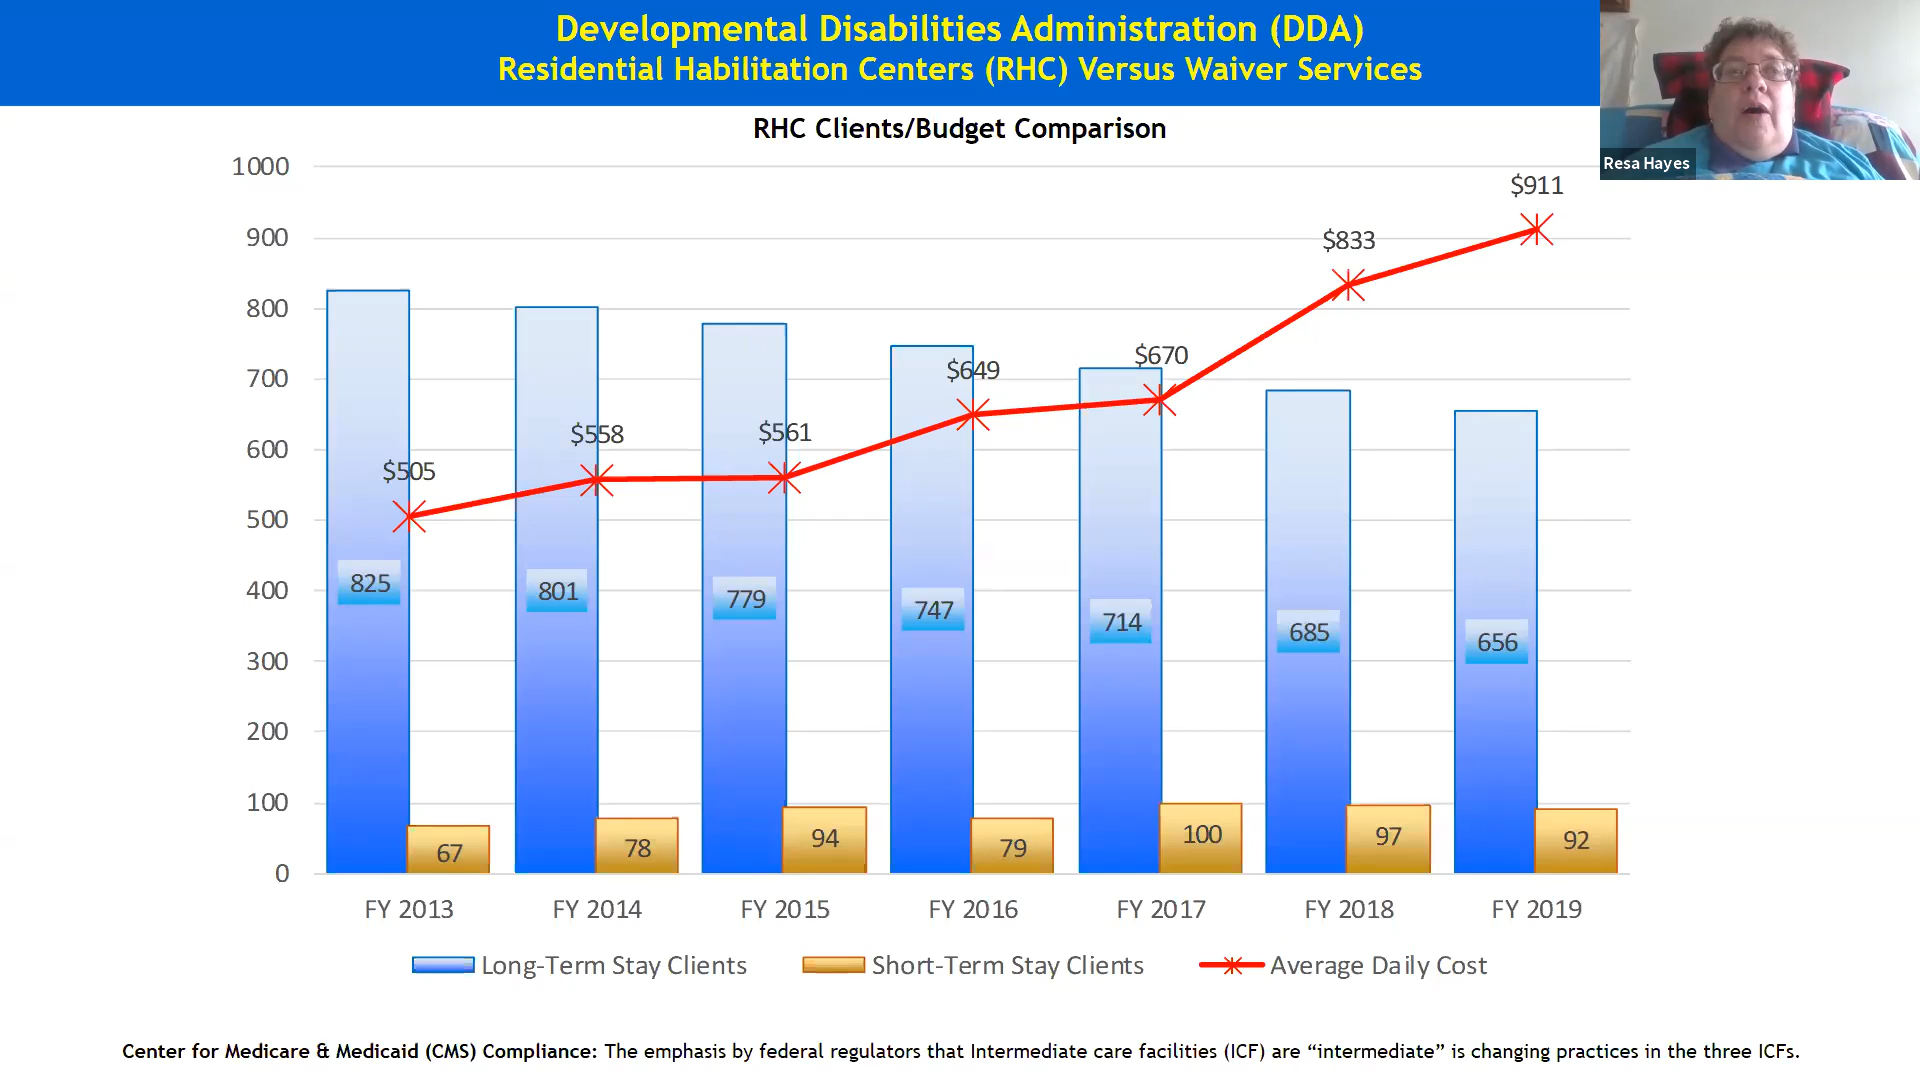 Developmental Disabilities Administration (DDA)
Residential Habilitation Centers (RHC) Versus Waiver Services
Resa Hayes
RHC Clients/Budget Comparison
1000
900
800
700
600
500
400
300
200
100
0
$505
$558
$561
$649
$670
$833
$911
825
801
779
747
714
685
656
67
78
94
79
100
97
92
FY 2013
FY 2014
FY 2015
FY 2016
FY 2017
FY 2018
FY 2019
Long-Term Stay Clients
Short-Term Stay Clients
Average Daily Cost
Center for Medicare & Medicaid (CMS) Compliance: The emphasis by federal regulators that Intermediate care facilities (ICF) are “intermediate” is changing practices in the three ICFs.